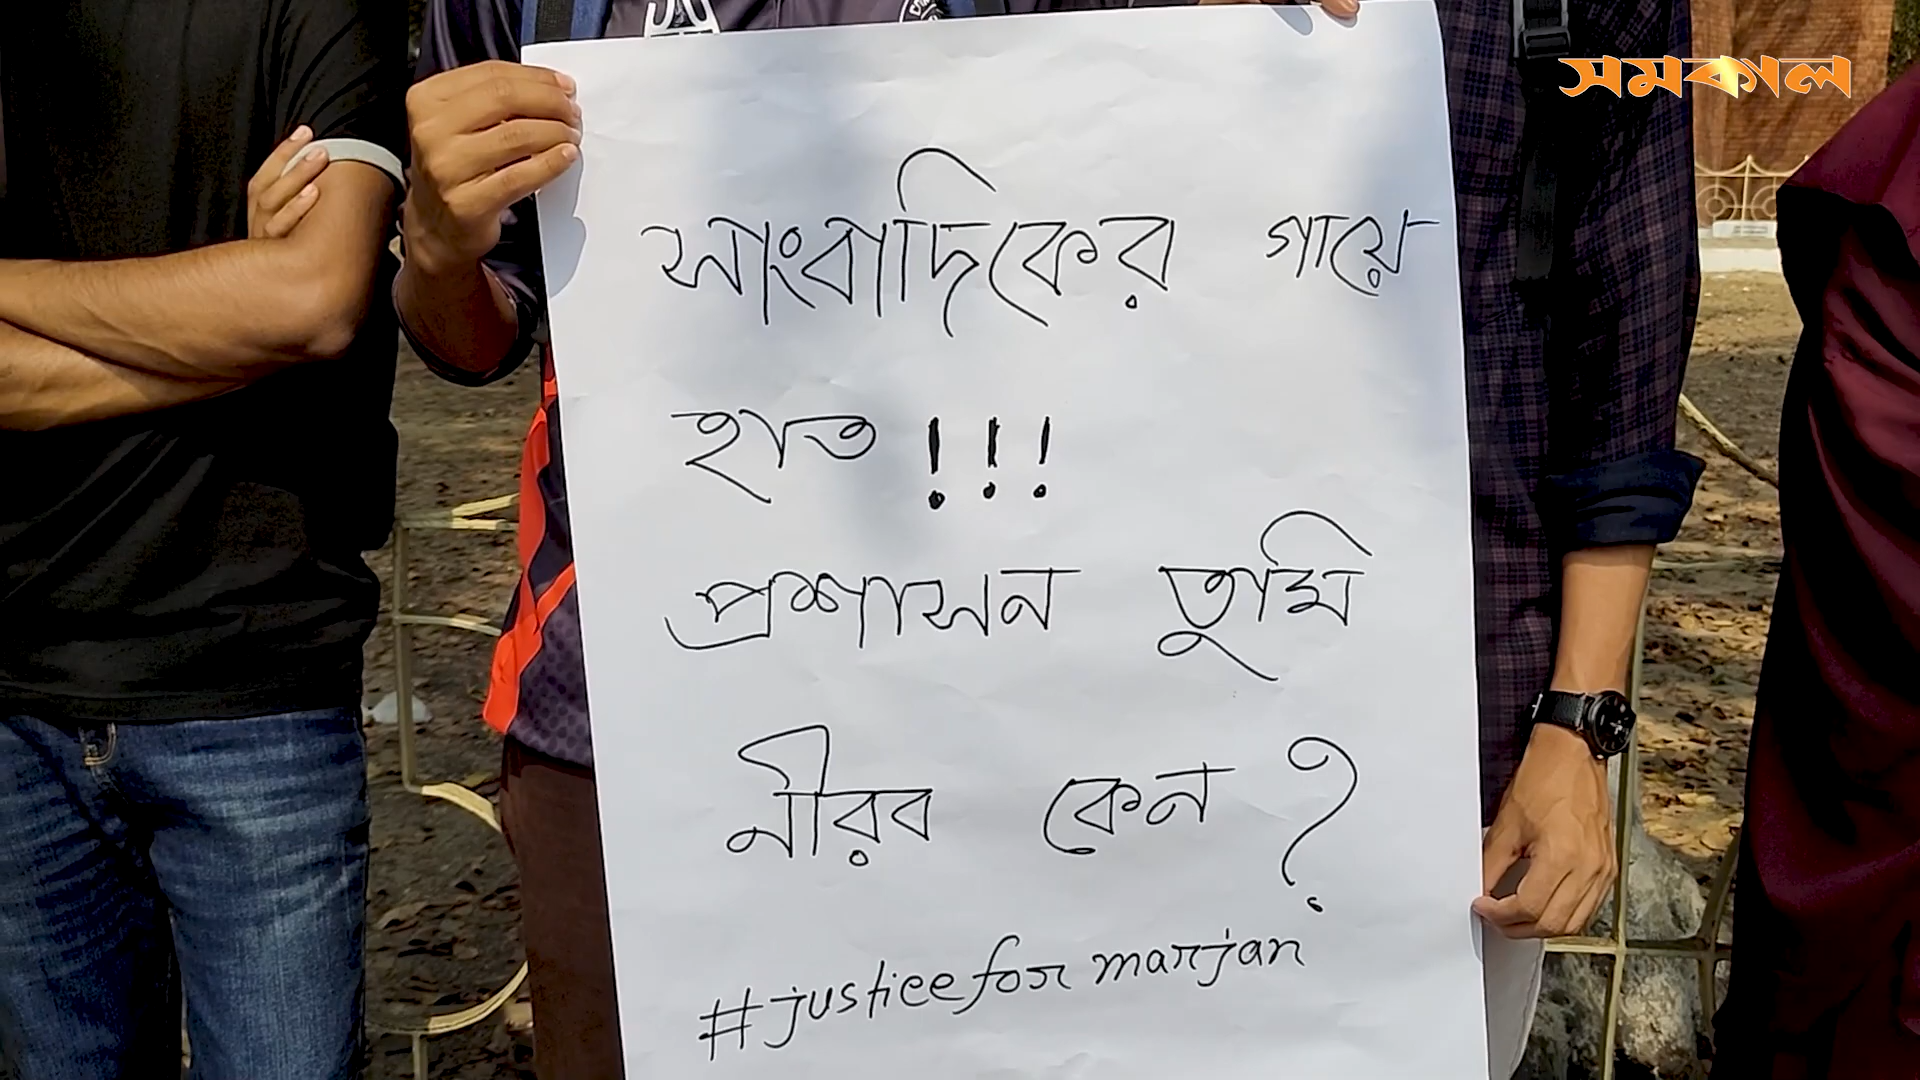 সমকাল
সাংবাদিকের গায়ে
হাত !!!
প্রশাসন তুমি
নীরব কেন ?
#justiceformarjan